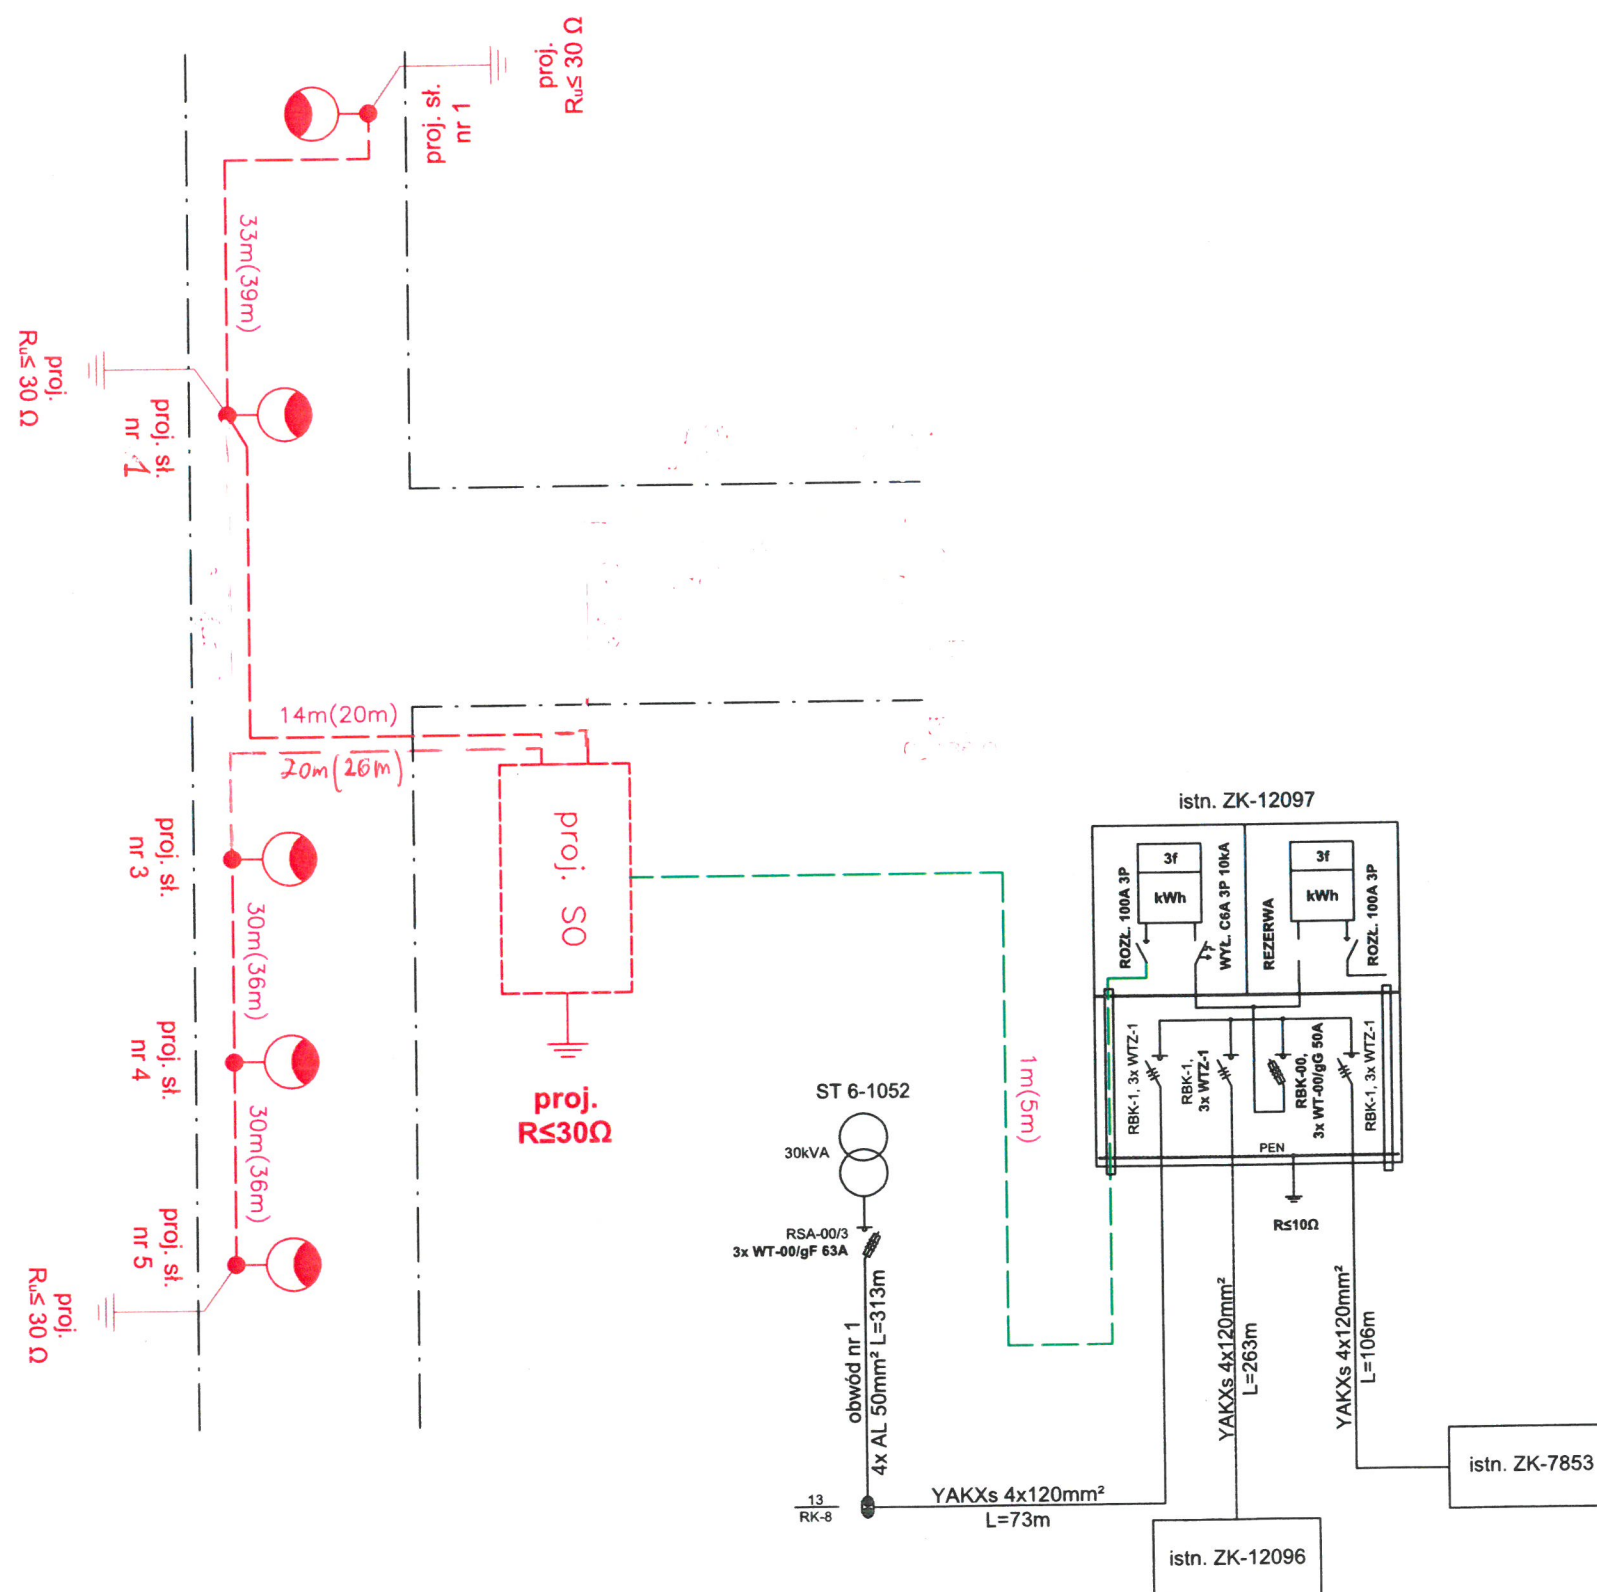 proj.
Ru≤ 30 Ω
proj. sł.
nr 1
33m(39m)
proj.
Ru≤ 30 Ω
proj. sł.
nr 1
14m(20m)
20m(26m)
proj. SO
proj.
R≤30Ω
proj. sł.
nr 3
30m(36m)
proj. sł.
nr 4
30m(36m)
proj. sł.
nr 5
proj.
Ru≤ 30 Ω
1m(5m)
istn. ZK-12097
3f
kWh
3f
kWh
ROZŁ. 100A 3P
WYŁ. C6A 3P 10kA
REZERWA
ROZŁ. 100A 3P
RBK-1, 3x WTZ-1
RBK-1,
3x WTZ-1
RBK-00,
3x WT-00/gG 50A
RBK-1, 3x WTZ-1
PEN
R≤10Ω
ST 6-1052
30kVA
RSA-00/3
3x WT-00/gF 63A
obwód nr 1
4x AL 50mm² L=313m
13
RK-8
YAKXs 4x120mm²
L=73m
YAKXs 4x120mm²
L=263m
YAKXs 4x120mm²
L=106m
istn. ZK-7853
istn. ZK-12096